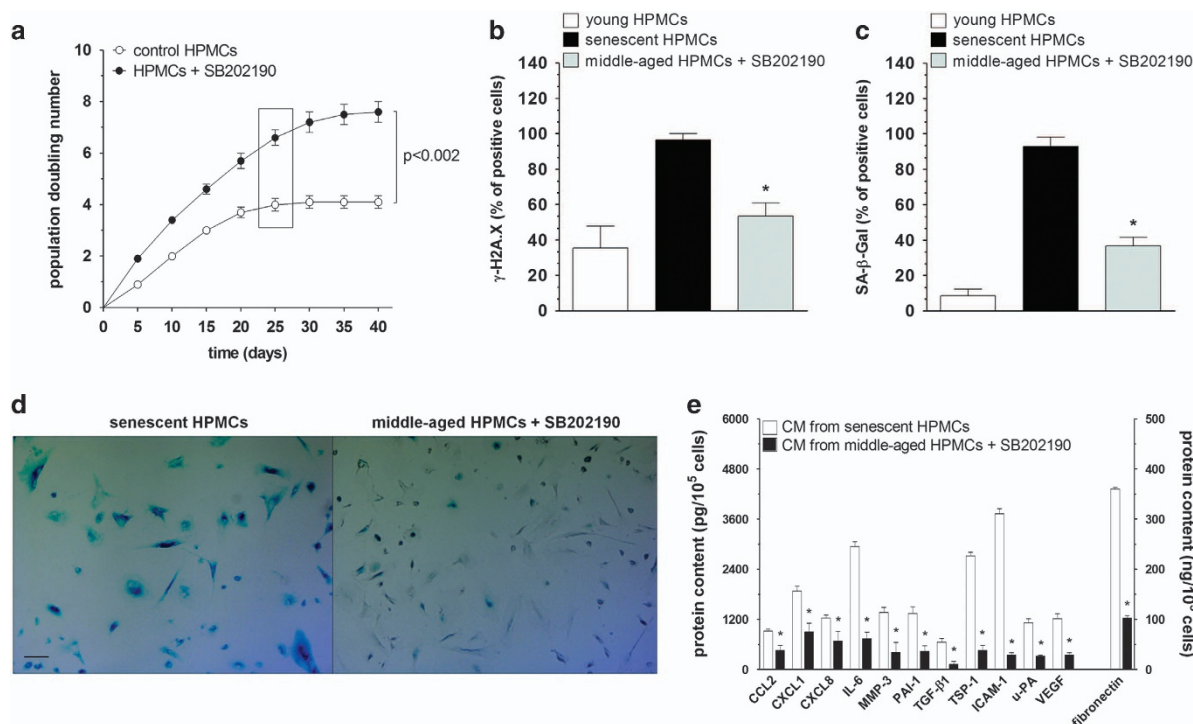 a
10
8
6
4
2
0
population doubling number
control HPMCs
HPMCs + SB202190
p<0.002
0 5 10 15 20 25 30 35 40
time (days)
b
young HPMCs
senescent HPMCs
middle-aged HPMCs + SB202190
140
120
100
80
60
40
20
0
γ-H2A.X (% of positive cells)
*
c
young HPMCs
senescent HPMCs
middle-aged HPMCs + SB202190
140
120
100
80
60
40
20
0
SA-β-Gal (% of positive cells)
*
d
senescent HPMCs
middle-aged HPMCs + SB202190
e
6000
4800
3600
2400
1200
0
protein content (pg/10⁵ cells)
CM from senescent HPMCs
CM from middle-aged HPMCs + SB202190
500
400
300
200
100
0
protein content (ng/10⁵ cells)
* * * * * * * * * * * *
CCL2
CXCL1
CXCL8
IL-6
MMP-3
PAI-1
TGF-β1
TSP-1
ICAM-1
u-PA
VEGF
fibronectin